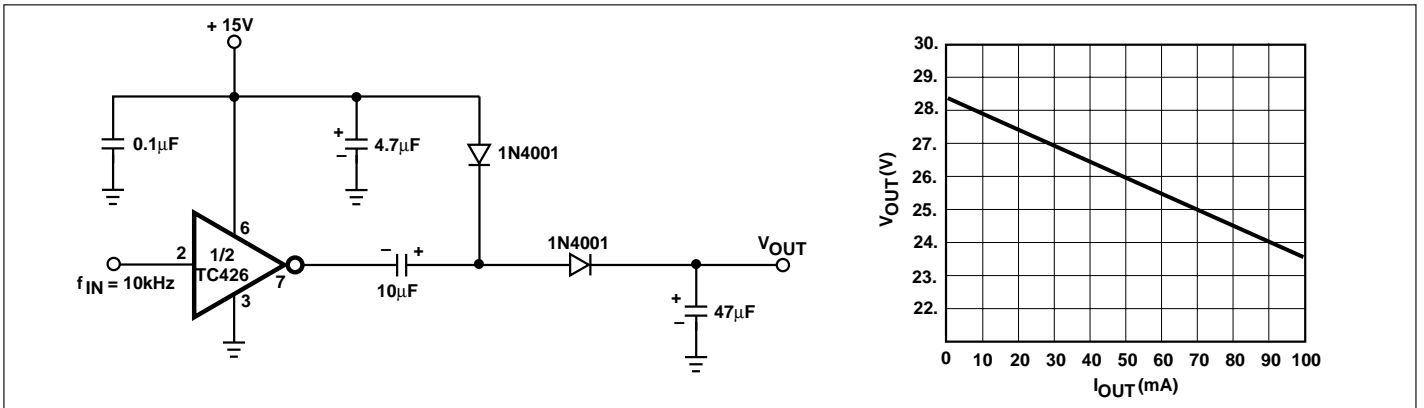 + 15V
0.1µF
+
–
4.7µF
1N4001
6
2
1/2
TC426
7
3
f IN = 10kHz
– +
10µF
1N4001
VOUT
+
–
47µF
30.
29.
28.
27.
26.
25.
24.
23.
22.
VOUT (V)
0 10 20 30 40 50 60 70 80 90 100
IOUT (mA)